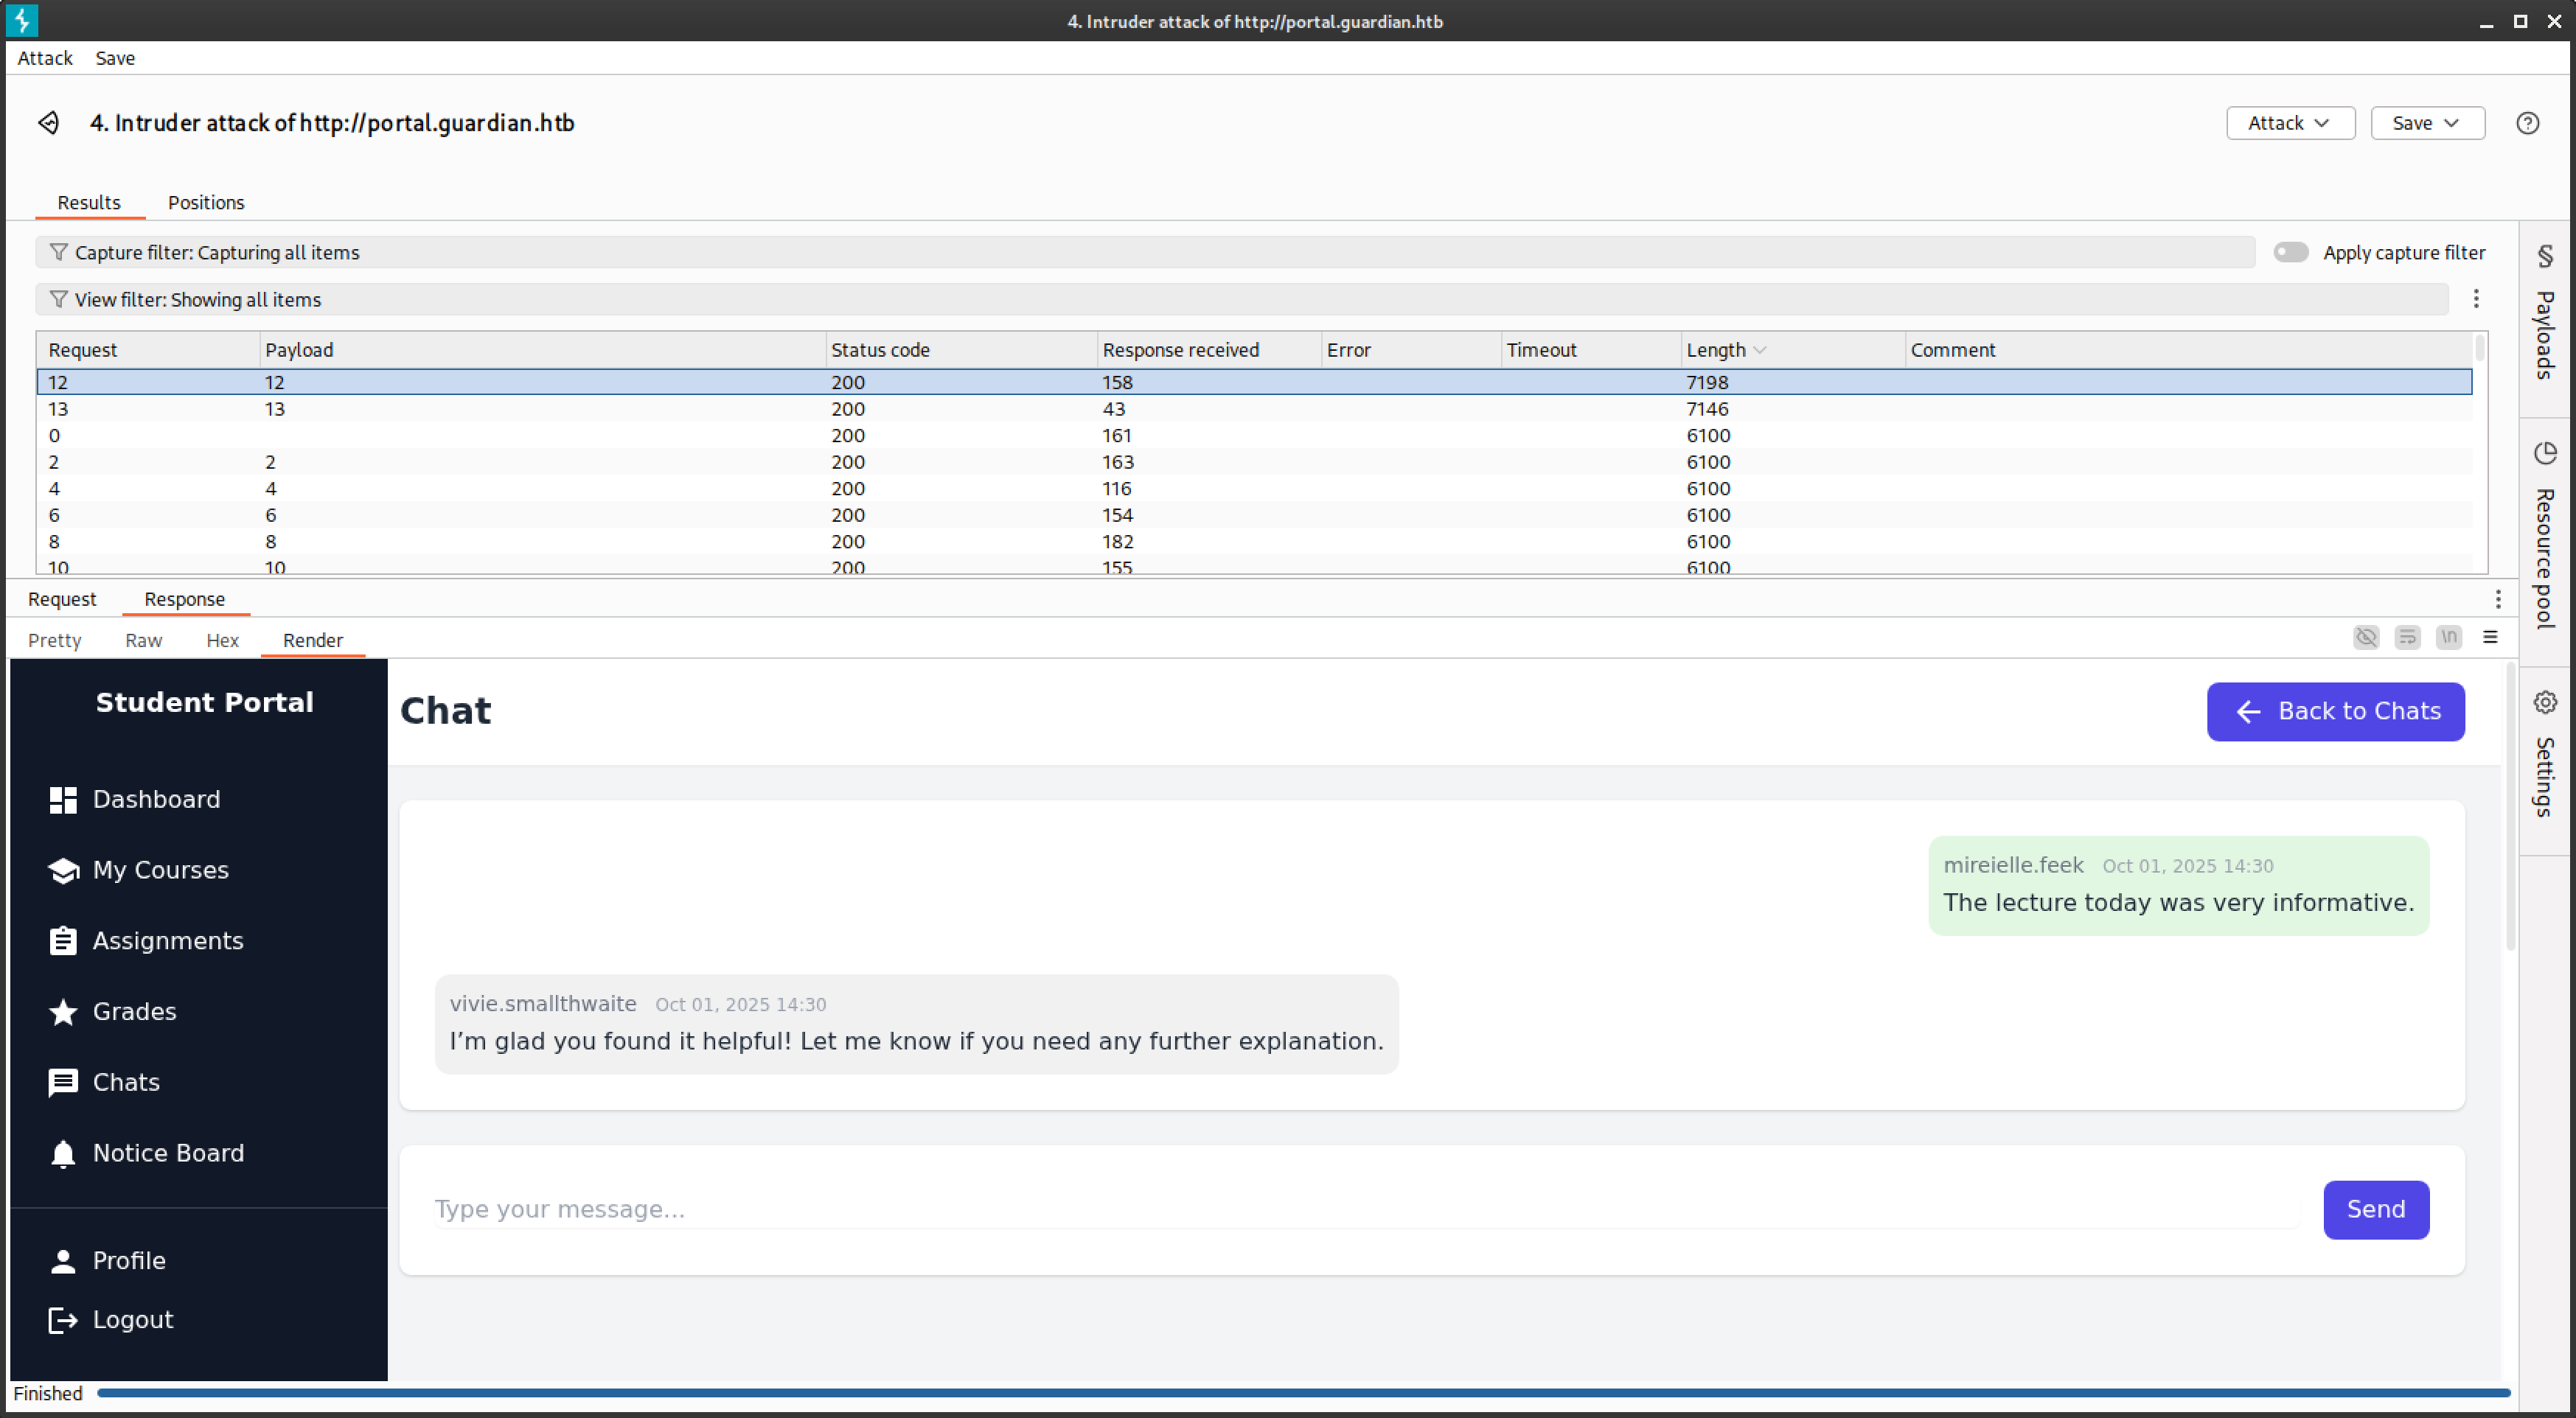 4. Intruder attack of http://portal.guardian.htb
Attack Save
4. Intruder attack of http://portal.guardian.htb
Attack Save
Results Positions
Capture filter: Capturing all items
Apply capture filter
View filter: Showing all items
Request Payload Status code Response received Error Timeout Length Comment
12 12 200 158 7198
13 13 200 43 7146
0 200 161 6100
2 2 200 163 6100
4 4 200 116 6100
6 6 200 154 6100
8 8 200 182 6100
10 10 200 155 6100
Payloads
Resource pool
Settings
Request Response
Pretty Raw Hex Render
\n
Student Portal
Dashboard
My Courses
Assignments
Grades
Chats
Notice Board
Profile
Logout
Chat
Back to Chats
mireielle.feek Oct 01, 2025 14:30
The lecture today was very informative.
vivie.smallthwaite Oct 01, 2025 14:30
I’m glad you found it helpful! Let me know if you need any further explanation.
Type your message...
Send
Finished